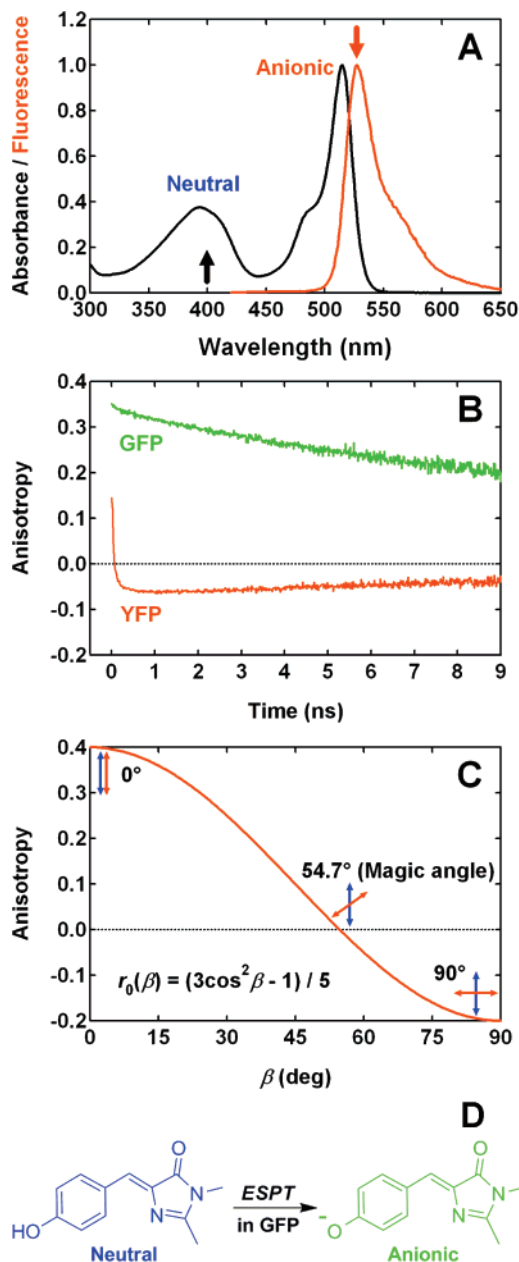 A
Absorbance / Fluorescence
1.0
0.8
0.6
0.4
0.2
0.0
Anionic
Neutral
300 350 400 450 500 550 600 650
Wavelength (nm)
B
Anisotropy
0.4
0.3
0.2
0.1
0.0
-0.1
-0.2
GFP
YFP
0 1 2 3 4 5 6 7 8 9
Time (ns)
C
Anisotropy
0.4
0.3
0.2
0.1
0.0
-0.1
-0.2
0°
54.7° (Magic angle)
90°
r₀(β) = (3cos²β - 1) / 5
0 15 30 45 60 75 90
β (deg)
D
O
N
N
HO
Neutral
ESPT
in GFP
O
N
N
-
O
Anionic